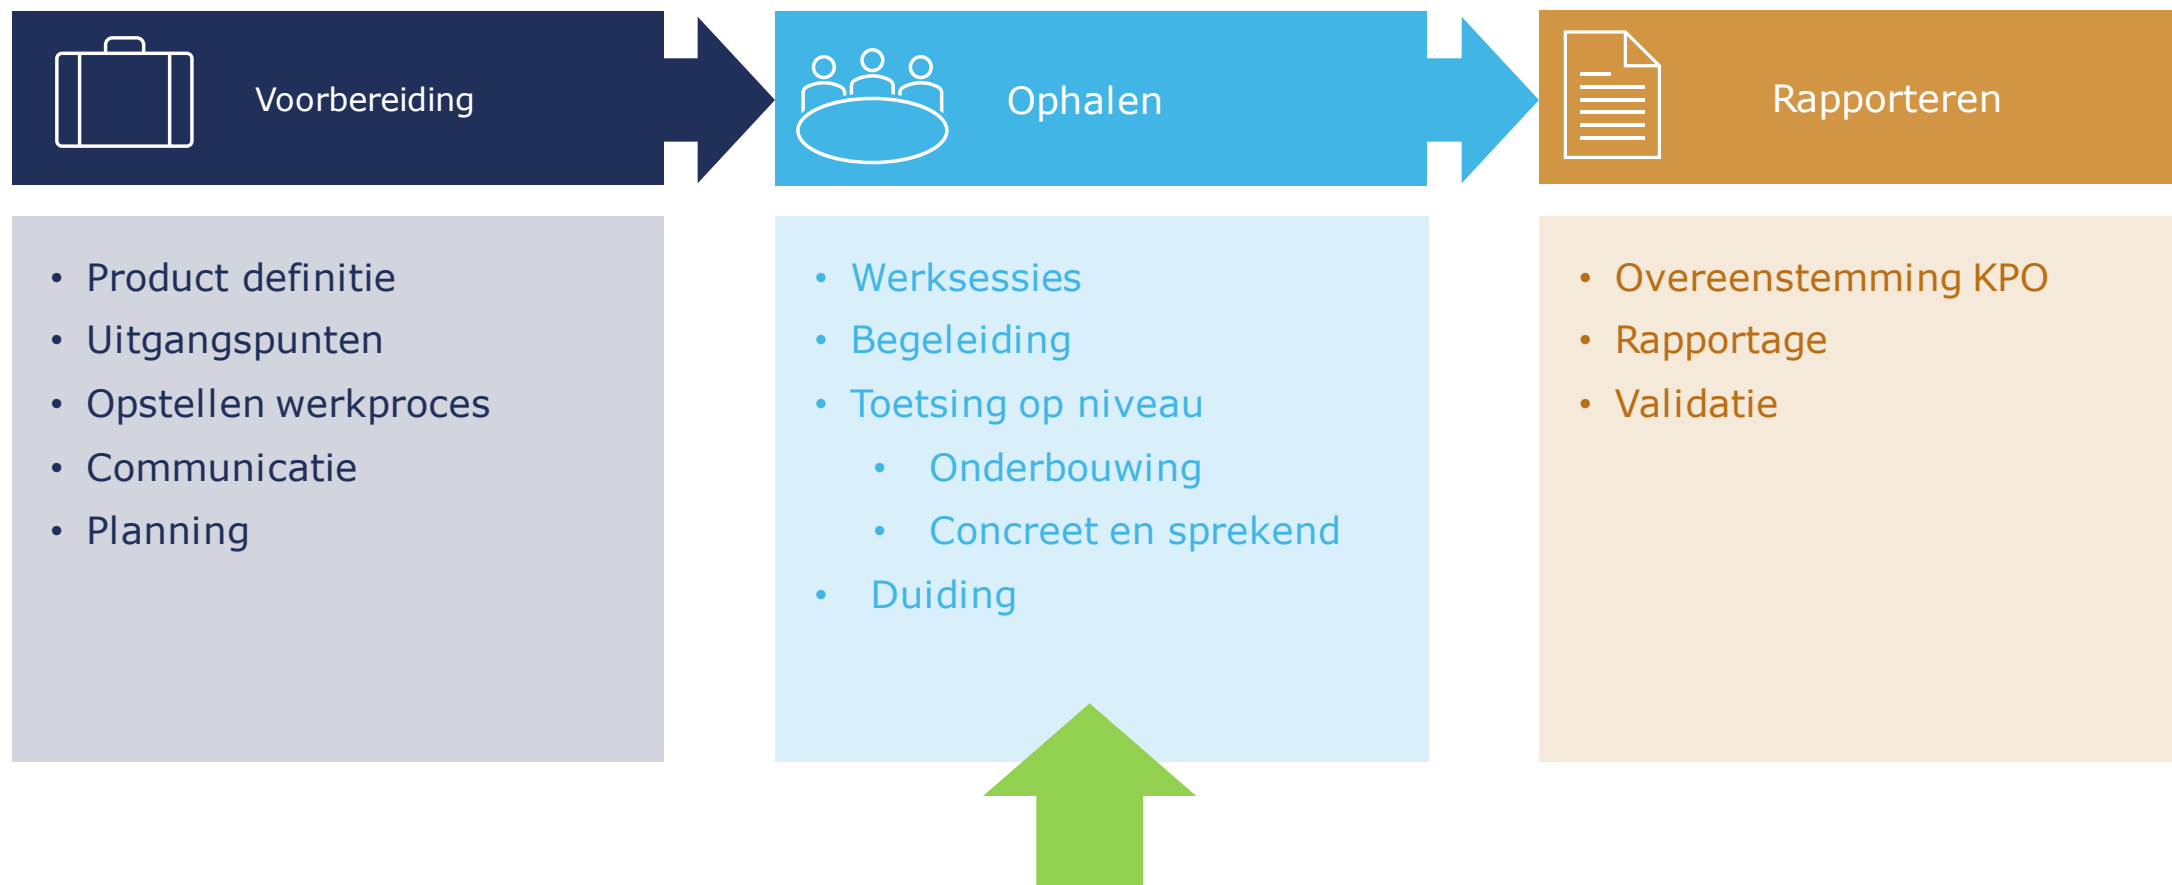 Voorbereiding
Ophalen
Rapporteren
• Product definitie
• Uitgangspunten
• Opstellen werkproces
• Communicatie
• Planning
• Werksessies
• Begeleiding
• Toetsing op niveau
• Onderbouwing
• Concreet en sprekend
• Duiding
• Overeenstemming KPO
• Rapportage
• Validatie